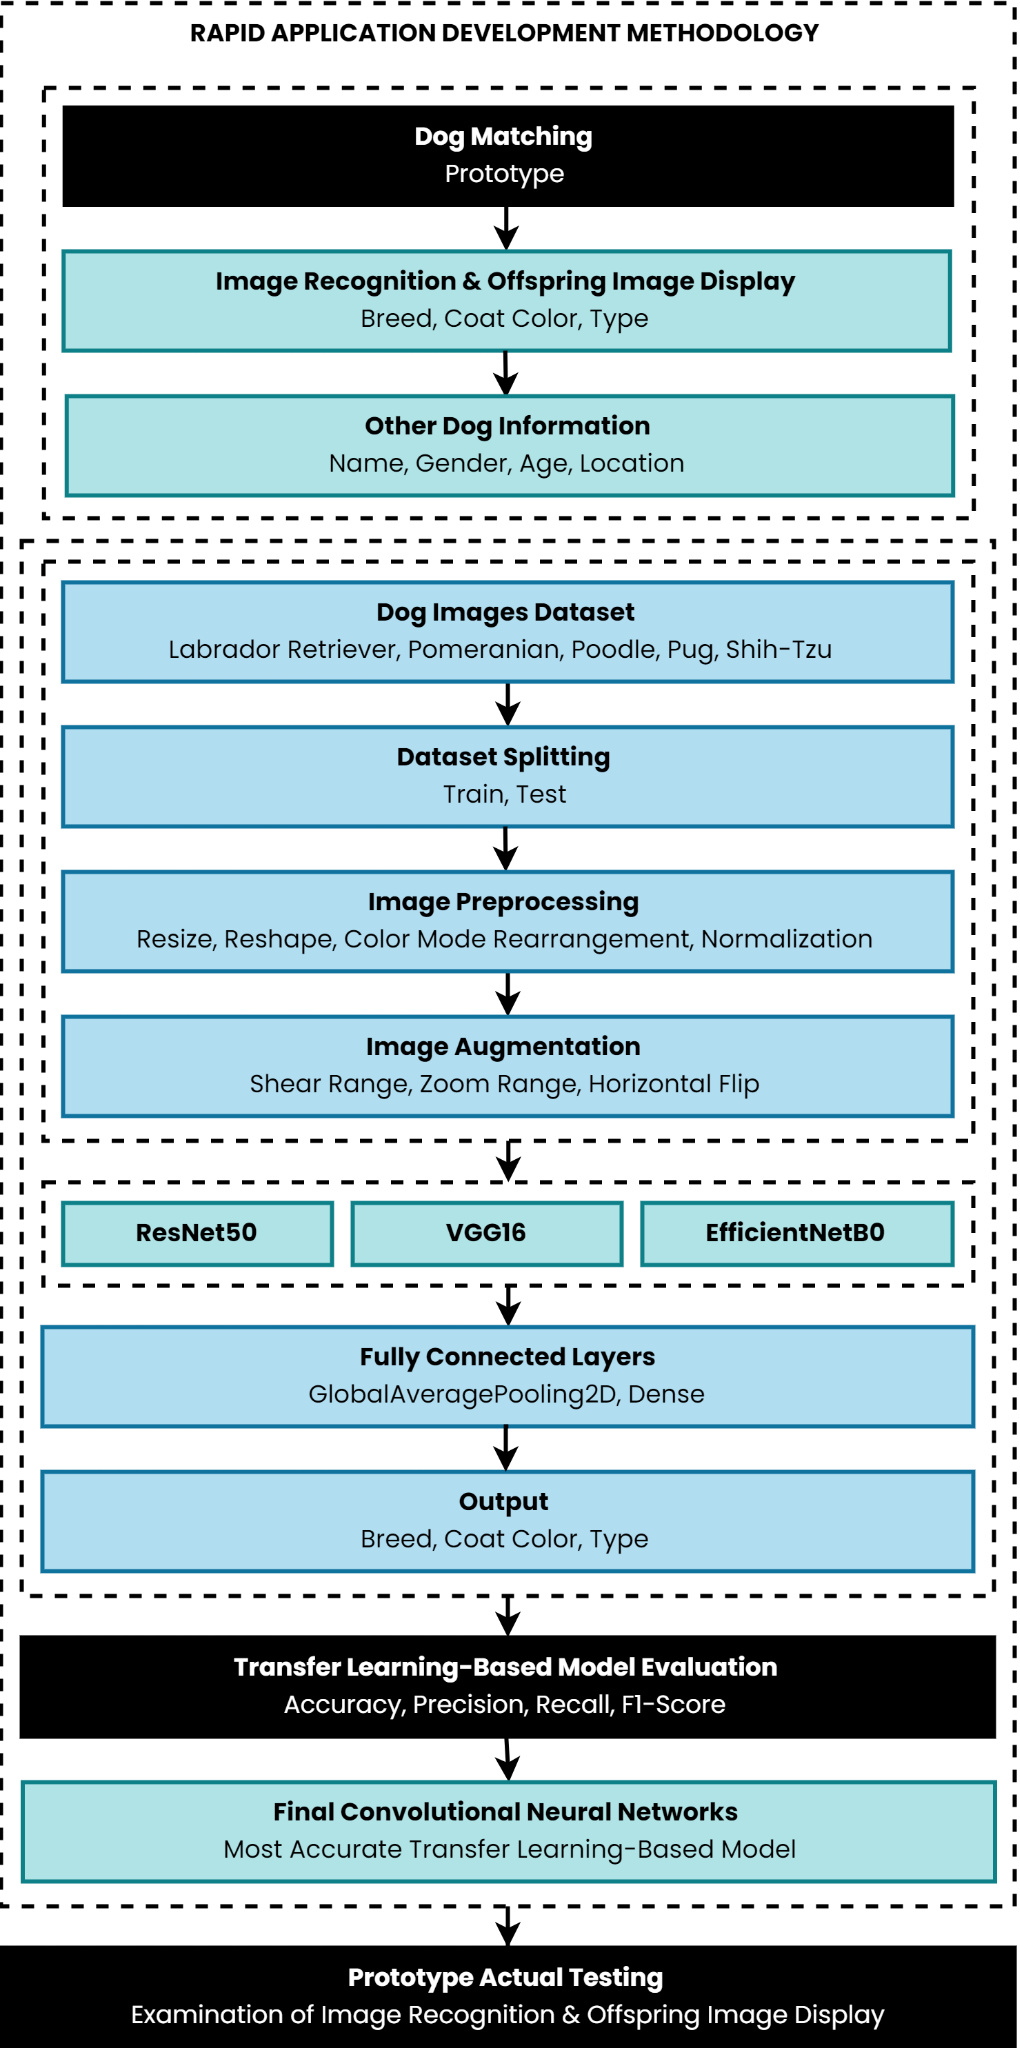 RAPID APPLICATION DEVELOPMENT METHODOLOGY
Dog Matching
Prototype
Image Recognition & Offspring Image Display
Breed, Coat Color, Type
Other Dog Information
Name, Gender, Age, Location
Dog Images Dataset
Labrador Retriever, Pomeranian, Poodle, Pug, Shih-Tzu
Dataset Splitting
Train, Test
Image Preprocessing
Resize, Reshape, Color Mode Rearrangement, Normalization
Image Augmentation
Shear Range, Zoom Range, Horizontal Flip
ResNet50 VGG16 EfficientNetB0
Fully Connected Layers
GlobalAveragePooling2D, Dense
Output
Breed, Coat Color, Type
Transfer Learning-Based Model Evaluation
Accuracy, Precision, Recall, F1-Score
Final Convolutional Neural Networks
Most Accurate Transfer Learning-Based Model
Prototype Actual Testing
Examination of Image Recognition & Offspring Image Display